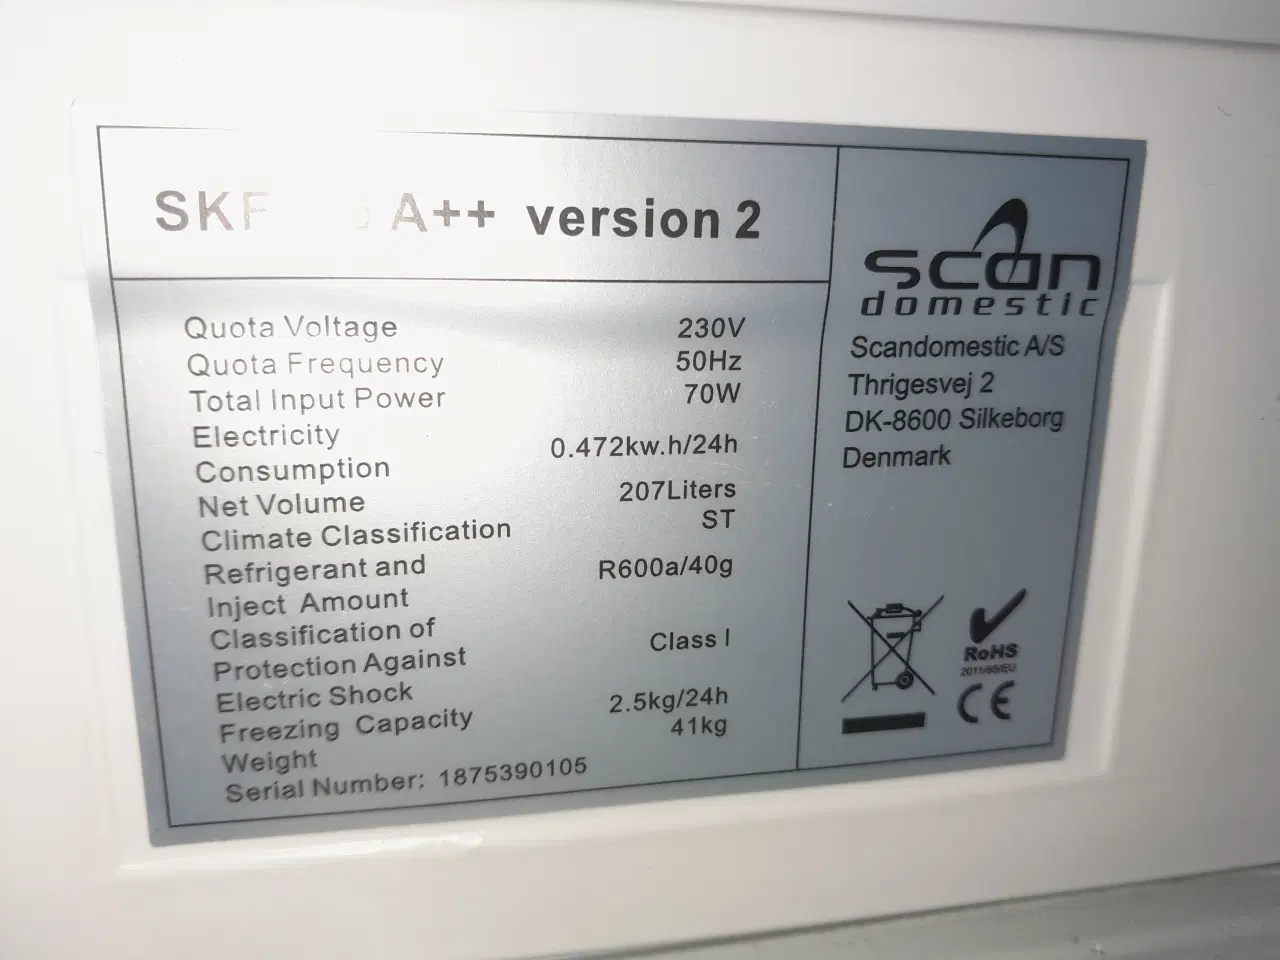 SKF A++ version 2
Quota Voltage 230V
Quota Frequency 50Hz
Total Input Power 70W
Electricity
Consumption 0.472kw.h/24h
Net Volume 207Liters
Climate Classification ST
Refrigerant and
Inject Amount R600a/40g
Classification of
Protection Against
Electric Shock Class I
Freezing Capacity 2.5kg/24h
Weight 41kg
Serial Number: 1875390105
scan
domestic
Scandomestic A/S
Thrigesvej 2
DK-8600 Silkeborg
Denmark
RoHS
2011/65/EU
CE